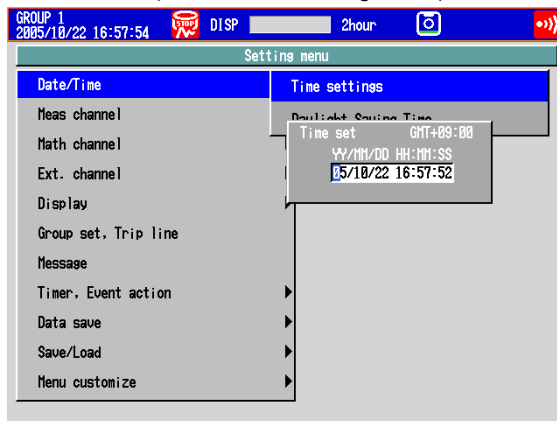 GROUP 1
2005/10/22 16:57:54
STOP
DISP
2hour
Setting menu
Date/Time
Time settings
Meas channel
Daylight Saving Time
Math channel
Time set GMT+09:00
YY/MM/DD HH:MM:SS
Ext. channel
05/10/22 16:57:52
Display
Group set, Trip line
Message
Timer, Event action
Data save
Save/Load
Menu customize